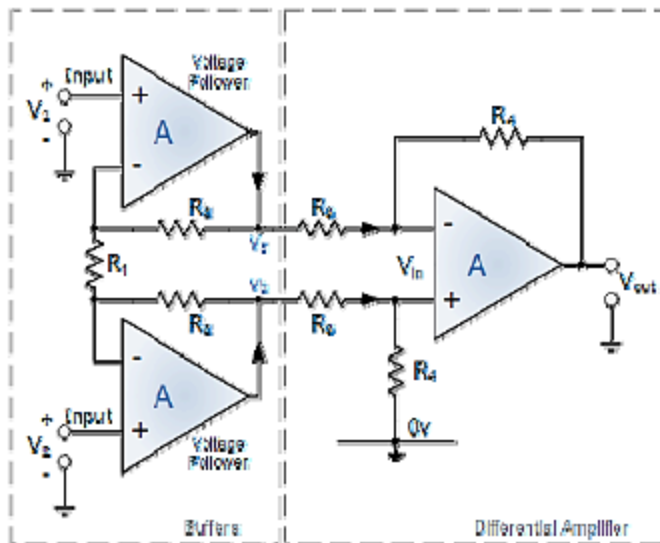 Input
Voltage
Follower
+
V1
-
+
A
-
R2
R3
R4
V1
R1
Vin
-
A
+
Vout
V2
R2
R3
R4
-
A
+
Input
+
V2
-
Voltage
Follower
0V
Buffers
Differential Amplifier